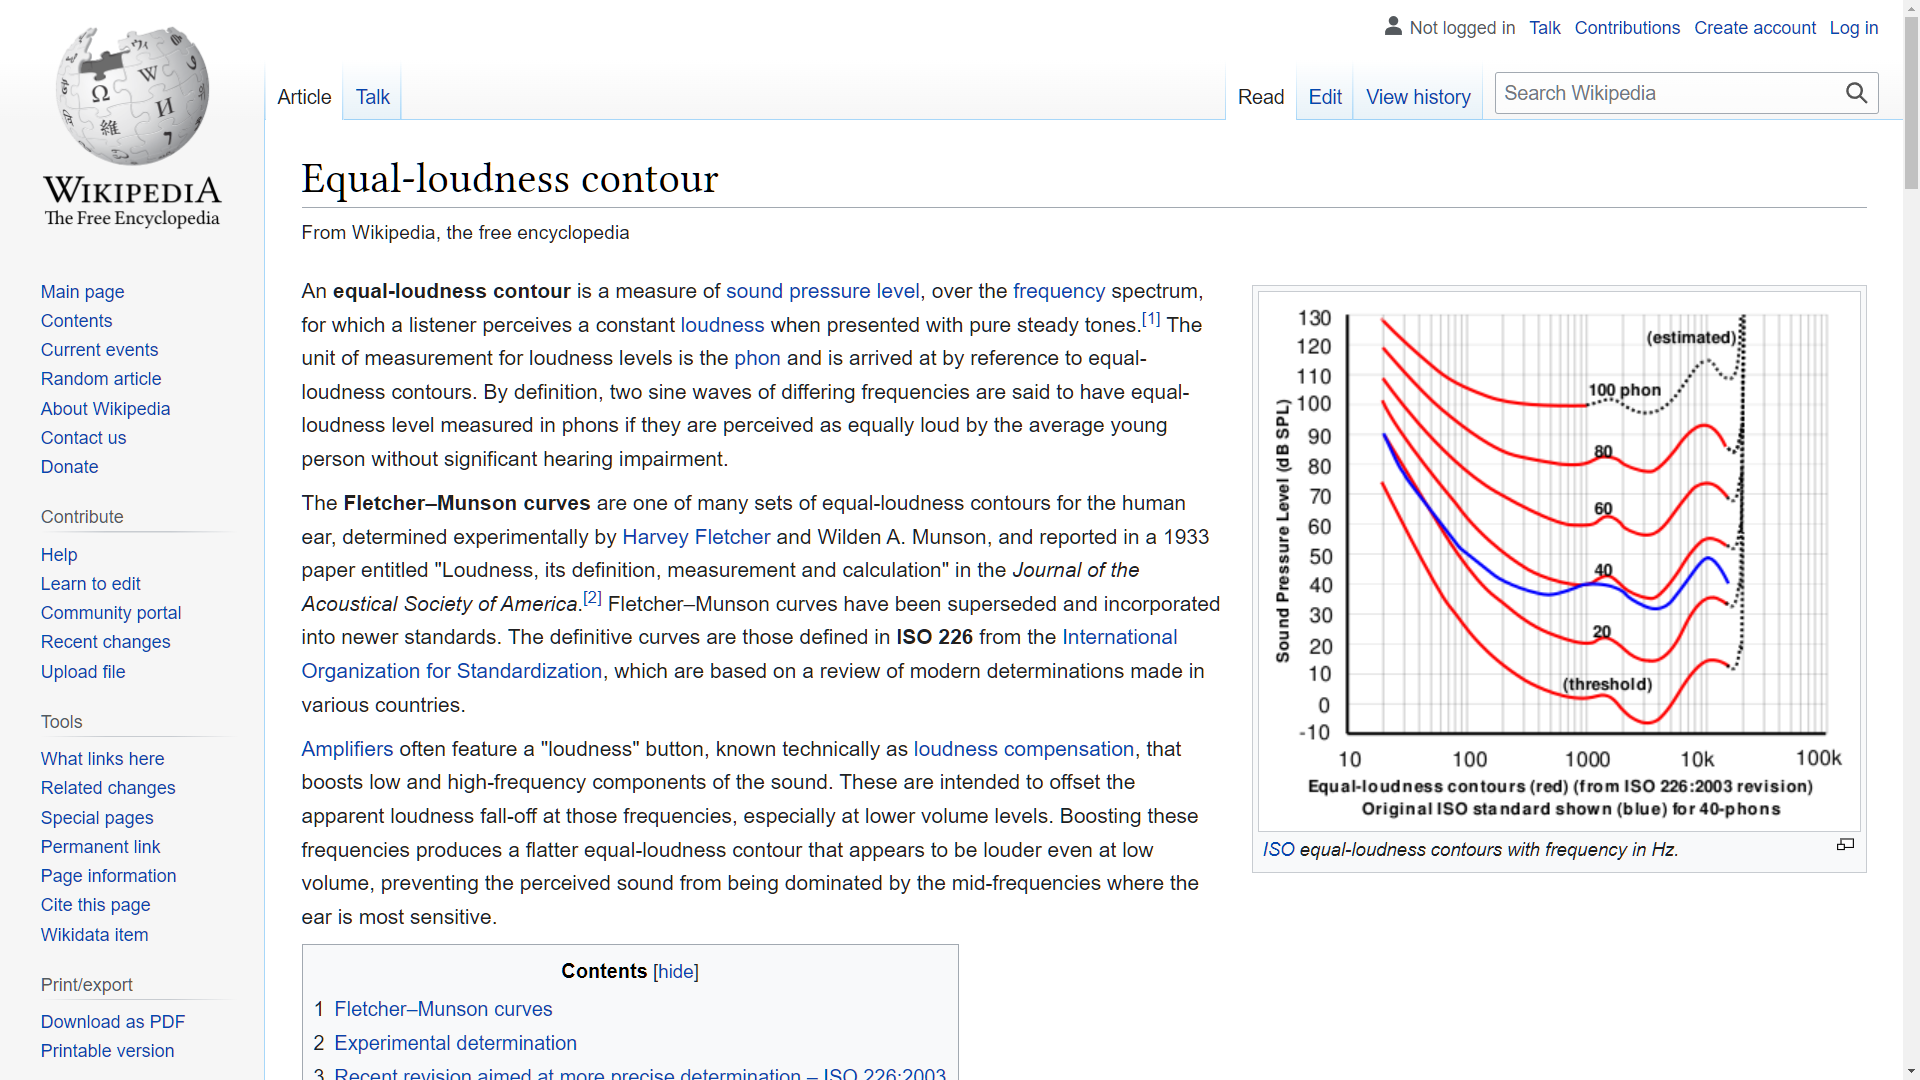 Not logged in Talk Contributions Create account Log in
Article Talk Read Edit View history Search Wikipedia
WIKIPEDIA
The Free Encyclopedia
Main page
Contents
Current events
Random article
About Wikipedia
Contact us
Donate
Contribute
Help
Learn to edit
Community portal
Recent changes
Upload file
Tools
What links here
Related changes
Special pages
Permanent link
Page information
Cite this page
Wikidata item
Print/export
Download as PDF
Printable version
Equal-loudness contour
From Wikipedia, the free encyclopedia
An equal-loudness contour is a measure of sound pressure level, over the frequency spectrum,
for which a listener perceives a constant loudness when presented with pure steady tones.[1] The
unit of measurement for loudness levels is the phon and is arrived at by reference to equal-
loudness contours. By definition, two sine waves of differing frequencies are said to have equal-
loudness level measured in phons if they are perceived as equally loud by the average young
person without significant hearing impairment.
The Fletcher–Munson curves are one of many sets of equal-loudness contours for the human
ear, determined experimentally by Harvey Fletcher and Wilden A. Munson, and reported in a 1933
paper entitled "Loudness, its definition, measurement and calculation" in the Journal of the
Acoustical Society of America.[2] Fletcher–Munson curves have been superseded and incorporated
into newer standards. The definitive curves are those defined in ISO 226 from the International
Organization for Standardization, which are based on a review of modern determinations made in
various countries.
Amplifiers often feature a "loudness" button, known technically as loudness compensation, that
boosts low and high-frequency components of the sound. These are intended to offset the
apparent loudness fall-off at those frequencies, especially at lower volume levels. Boosting these
frequencies produces a flatter equal-loudness contour that appears to be louder even at low
volume, preventing the perceived sound from being dominated by the mid-frequencies where the
ear is most sensitive.
Contents [hide]
1 Fletcher–Munson curves
2 Experimental determination
3 Recent revision aimed at more precise determination – ISO 226:2003
Sound Pressure Level (dB SPL)
130
120
110
100
90
80
70
60
50
40
30
20
10
0
-10
(estimated)
100 phon
80
60
40
20
(threshold)
10 100 1000 10k 100k
Equal-loudness contours (red) (from ISO 226:2003 revision)
Original ISO standard shown (blue) for 40-phons
ISO equal-loudness contours with frequency in Hz.